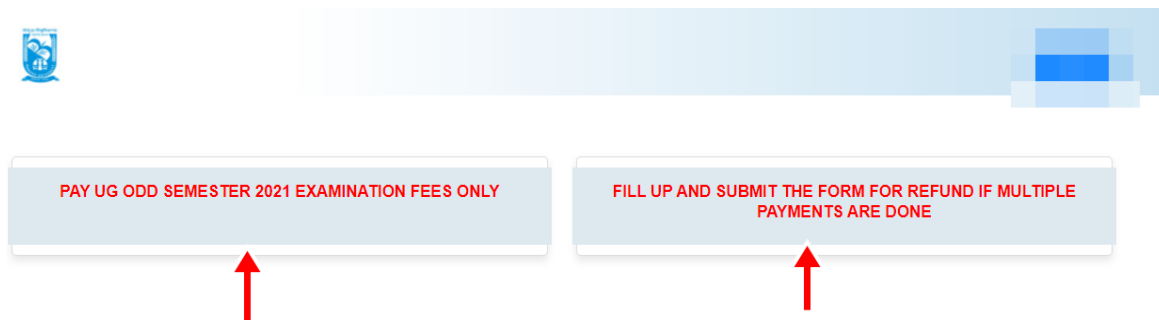 PAY UG ODD SEMESTER 2021 EXAMINATION FEES ONLY
FILL UP AND SUBMIT THE FORM FOR REFUND IF MULTIPLE
PAYMENTS ARE DONE